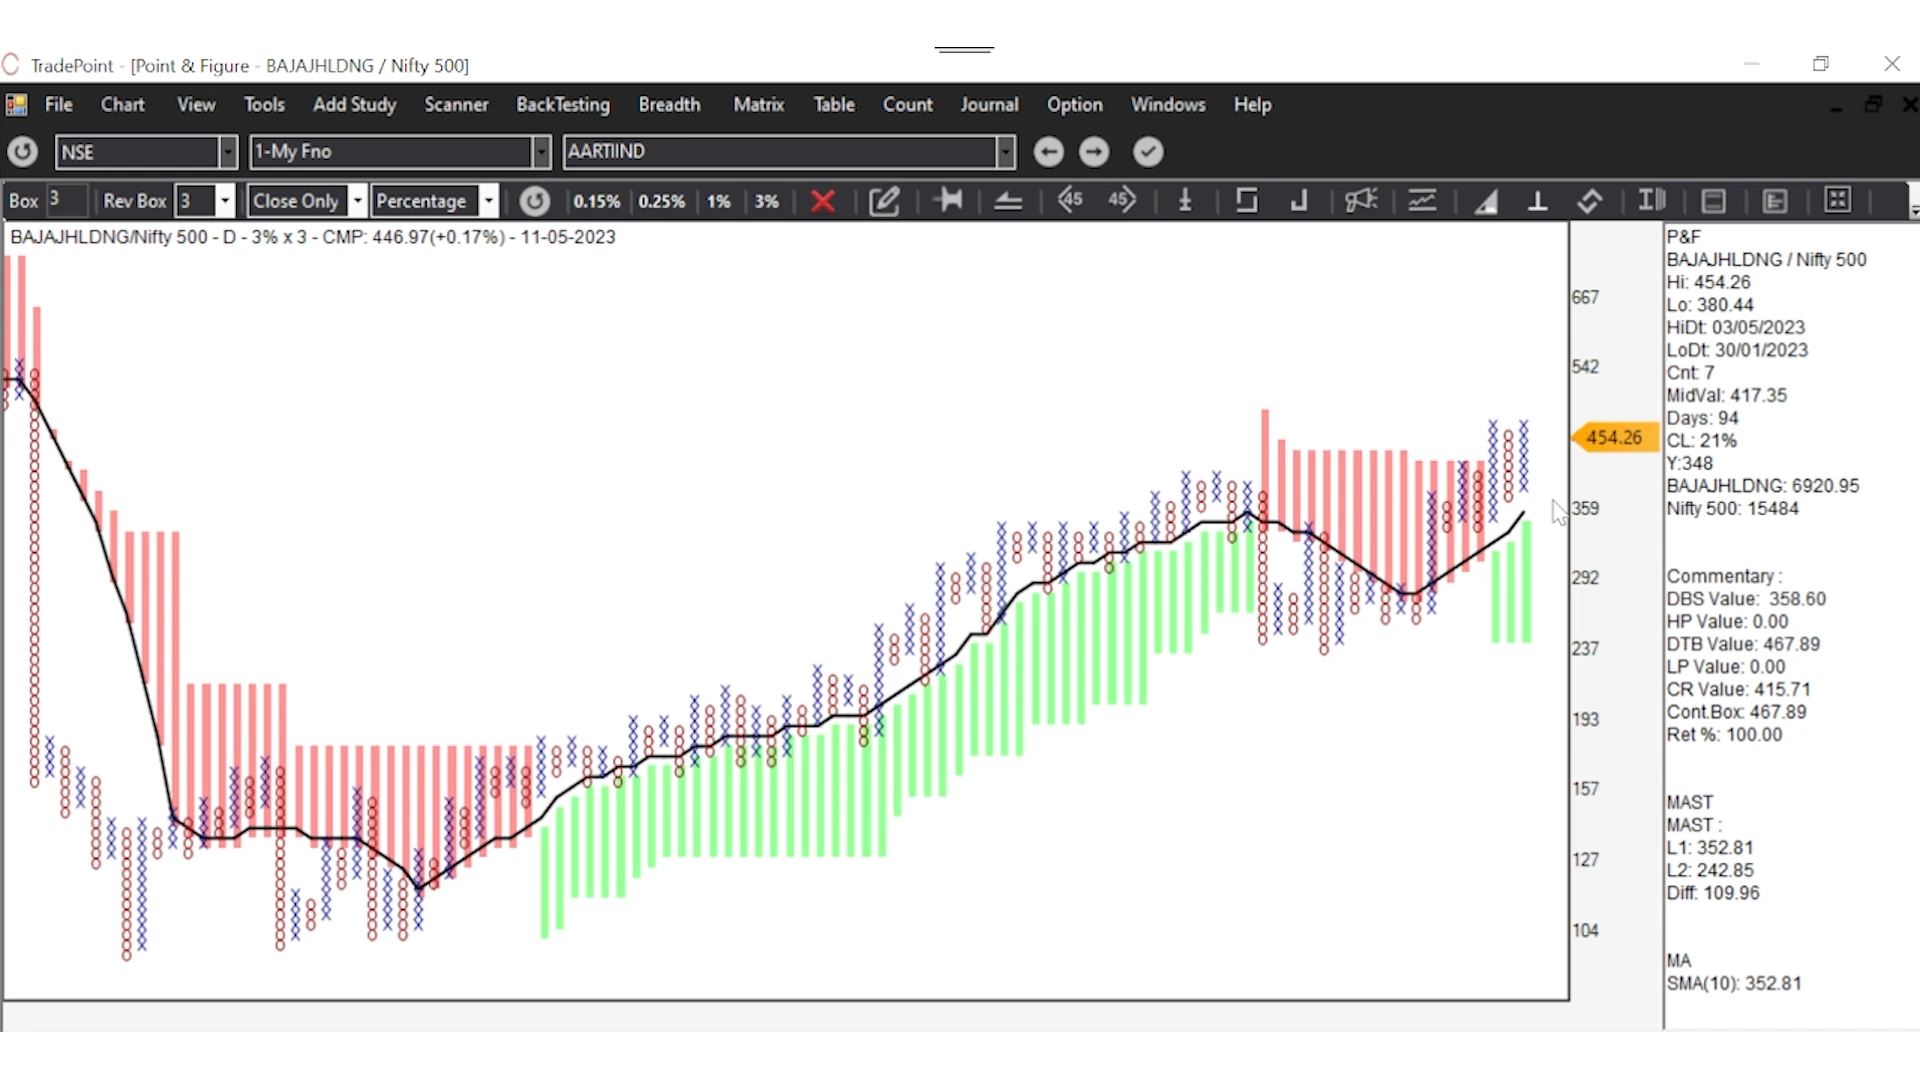 TradePoint - [Point & Figure - BAJAJHLDNG / Nifty 500]
File Chart View Tools Add Study Scanner BackTesting Breadth Matrix Table Count Journal Option Windows Help
NSE 1-My Fno AARTIIND
Box 3 Rev Box 3 Close Only Percentage 0.15% 0.25% 1% 3% 45 45
BAJAJHLDNG/Nifty 500 - D - 3% x 3 - CMP: 446.97(+0.17%) - 11-05-2023
667
542
454.26
359
292
237
193
157
127
104
P&F
BAJAJHLDNG / Nifty 500
Hi: 454.26
Lo: 380.44
HiDt: 03/05/2023
LoDt: 30/01/2023
Cnt: 7
MidVal: 417.35
Days: 94
CL: 21%
Y:348
BAJAJHLDNG: 6920.95
Nifty 500: 15484
Commentary :
DBS Value: 358.60
HP Value: 0.00
DTB Value: 467.89
LP Value: 0.00
CR Value: 415.71
Cont.Box: 467.89
Ret %: 100.00
MAST
MAST :
L1: 352.81
L2: 242.85
Diff: 109.96
MA
SMA(10): 352.81